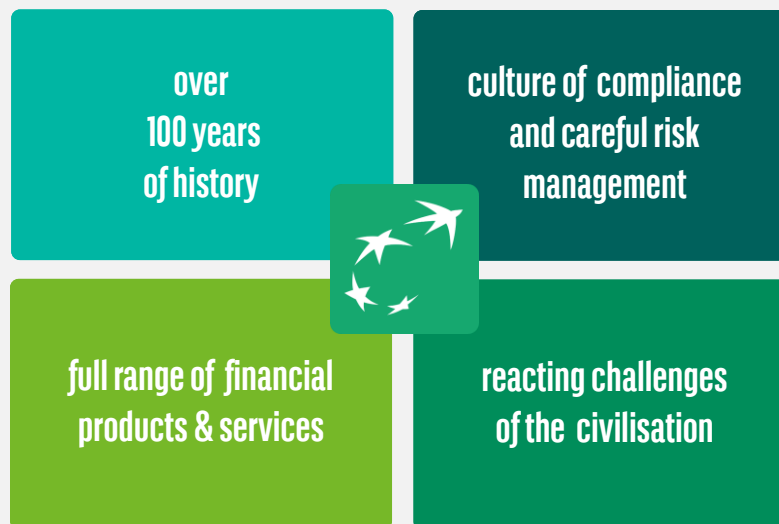 over
100 years
of history
culture of compliance
and careful risk
management
full range of financial
products & services
reacting challenges
of the civilisation